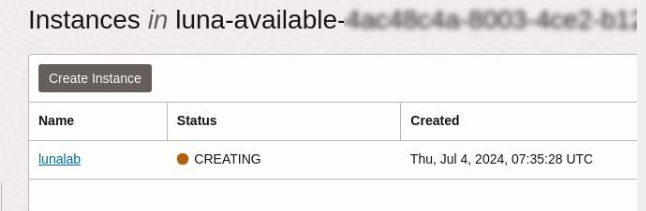 Instances in luna-available-
Create Instance
Name Status Created
lunalab CREATING Thu, Jul 4, 2024, 07:35:28 UTC